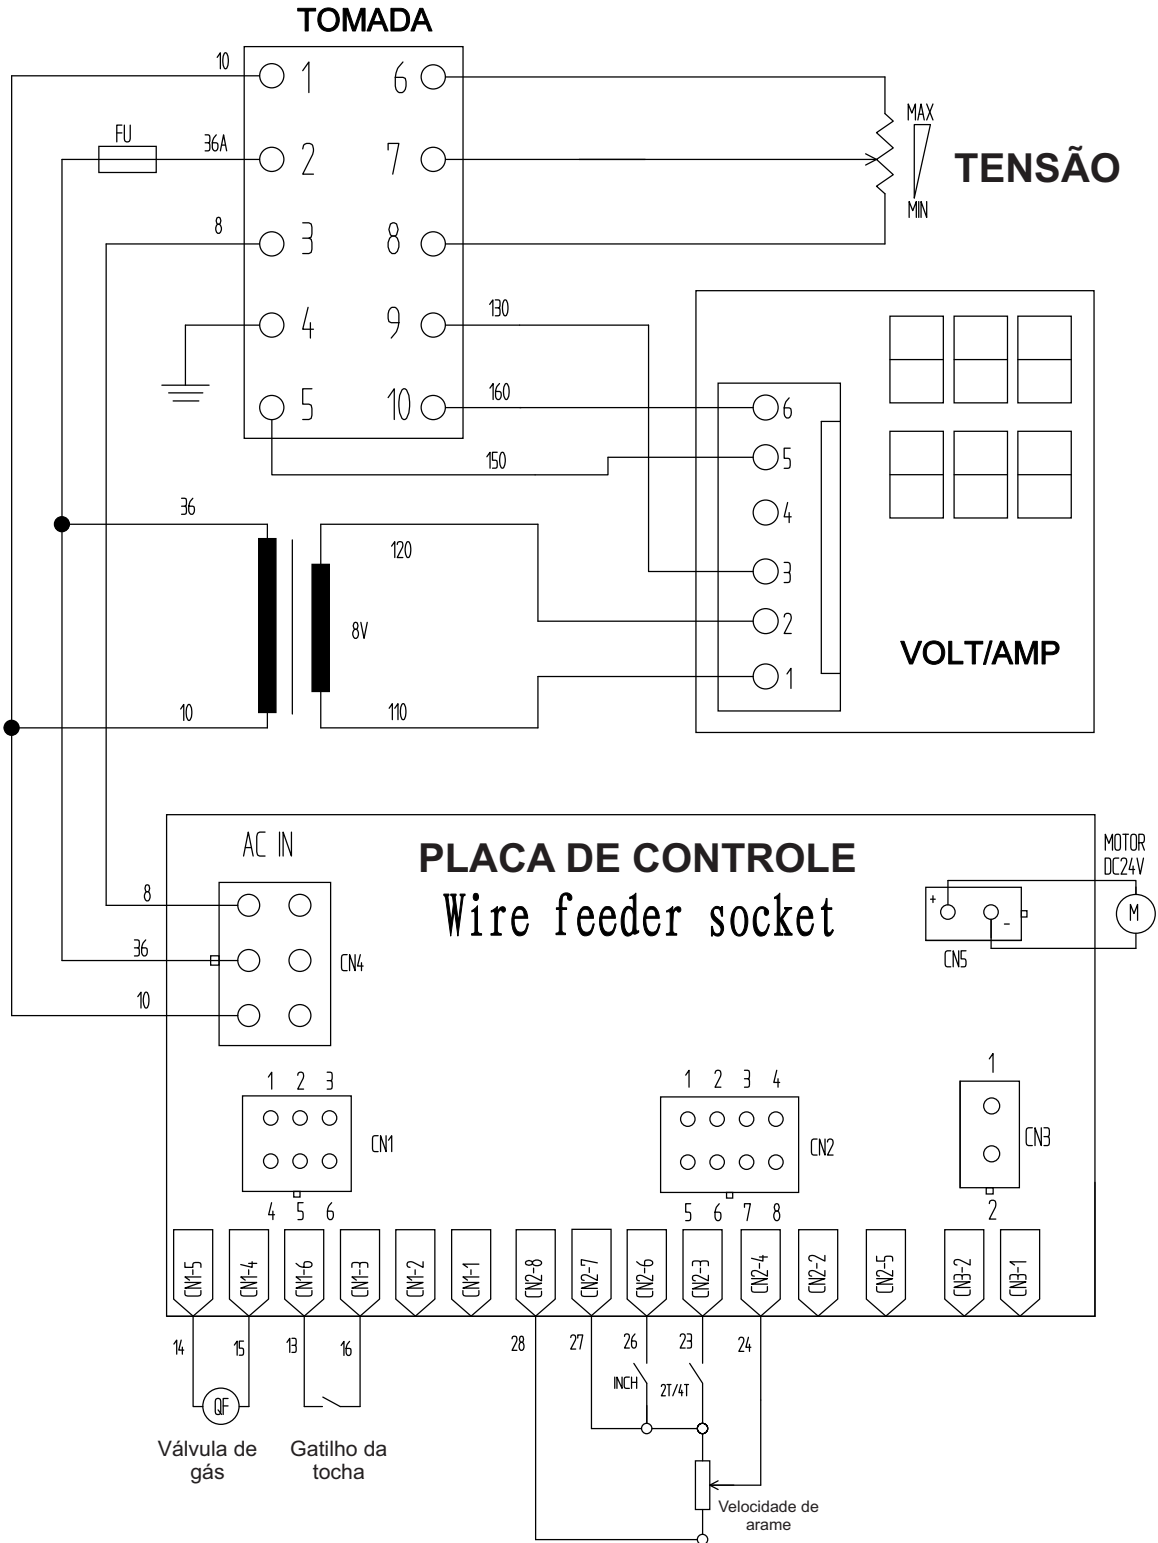 TOMADA
10 1 6
FU 36A 2 7
MAX
TENSÃO
MIN
8 3 8
4 9 130
5 10 160
150
6
5
4
3
2
1
VOLT/AMP
36
120
8V
10
110
AC IN
PLACA DE CONTROLE
Wire feeder socket
8
36
10
CN4
+ -
CN5
MOTOR
DC24V
M
1 2 3
CN1
4 5 6
1 2 3 4
CN2
5 6 7 8
1
CN3
2
CN1-5 CN1-4 CN1-6 CN1-3 CN1-2 CN1-1 CN2-8 CN2-7 CN2-6 CN2-3 CN2-4 CN2-2 CN2-5 CN3-2 CN3-1
14 15 13 16 28 27 26 23 24
INCH 2T/4T
QF
Válvula de
gás
Gatilho da
tocha
Velocidade de
arame